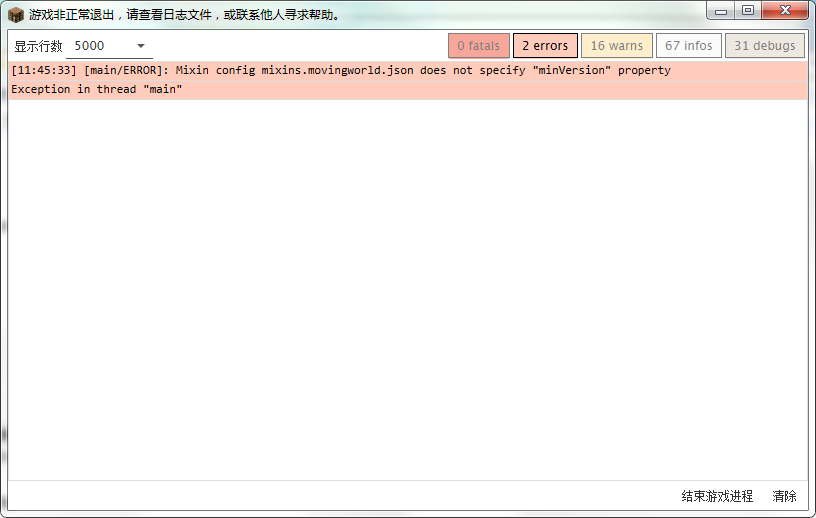 游戏非正常退出，请查看日志文件，或联系他人寻求帮助。
显示行数 5000 0 fatals 2 errors 16 warns 67 infos 31 debugs
[11:45:33] [main/ERROR]: Mixin config mixins.movingworld.json does not specify "minVersion" property
Exception in thread "main"
结束游戏进程 清除